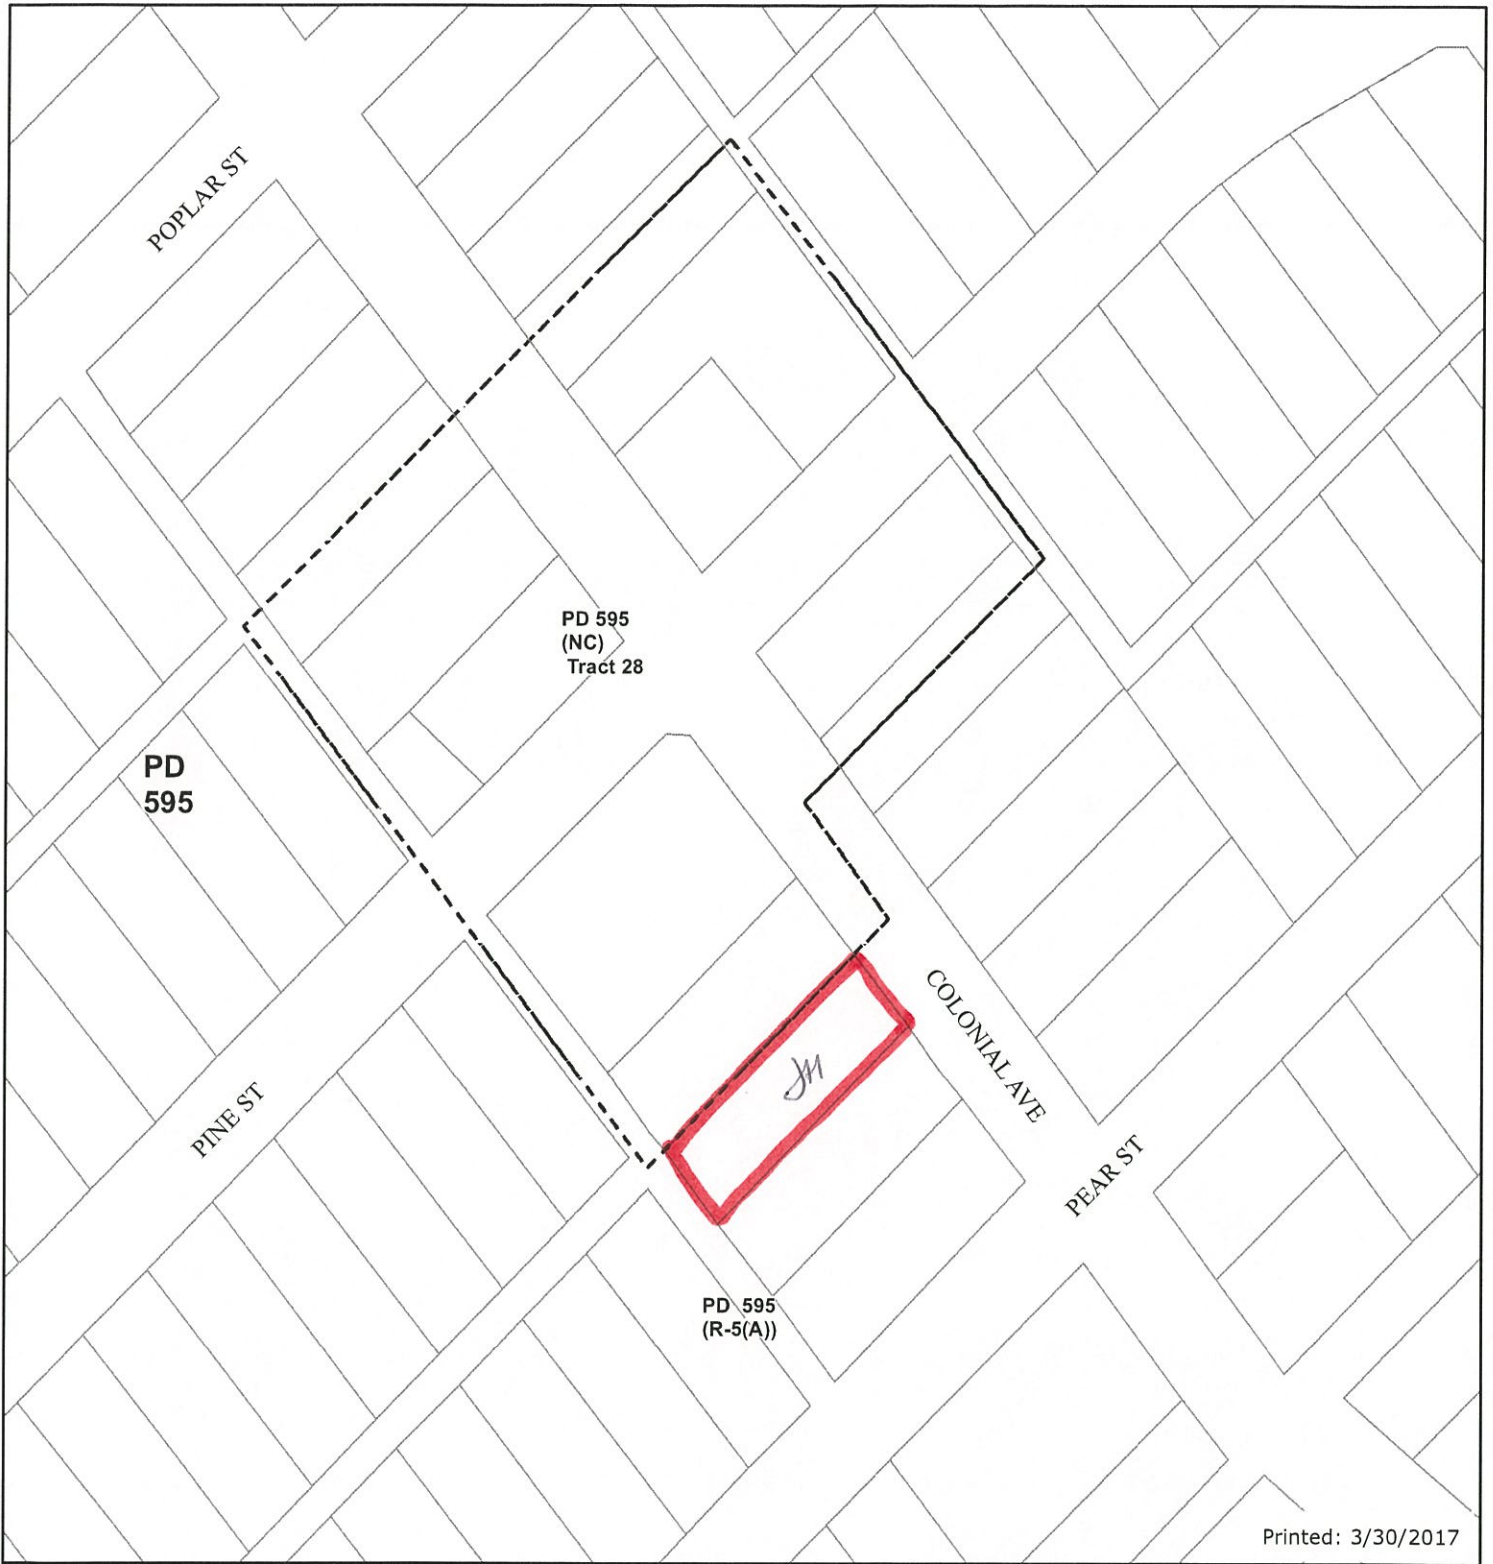 POPLAR ST
PD 595
(NC)
Tract 28
PD
595
COLONIAL AVE
JM
PINE ST
PEAR ST
PD 595
(R-5(A))
Printed: 3/30/2017